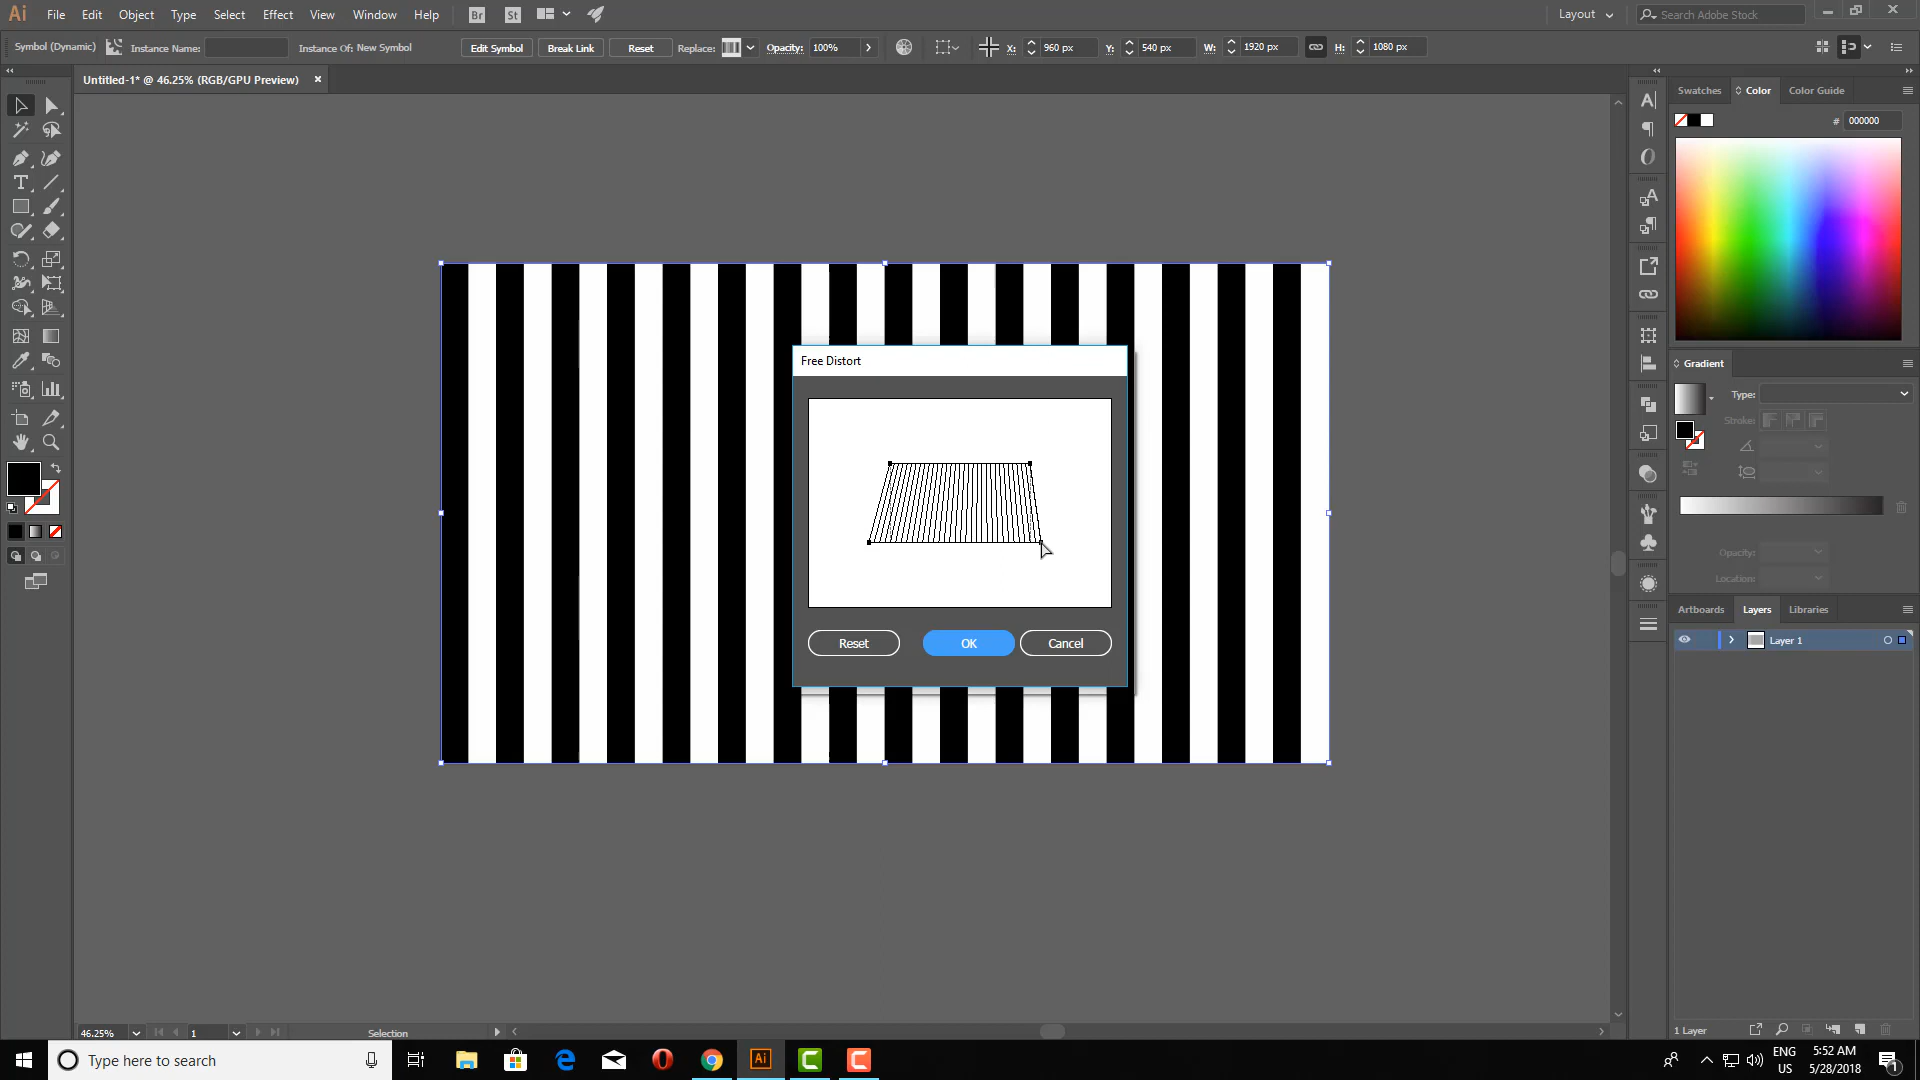 Ai File Edit Object Type Select Effect View Window Help Br St Layout Search Adobe Stock
Symbol (Dynamic) Instance Name: Instance Of: New Symbol Edit Symbol Break Link Reset Replace: Opacity: 100% X: 960 px Y: 540 px W: 1920 px H: 1080 px
Untitled-1* @ 46.25% (RGB/GPU Preview)
Swatches Color Color Guide
# 000000
Free Distort
Reset OK Cancel
Gradient
Type:
Stroke:
Opacity:
Location:
Artboards Layers Libraries
Layer 1
1 Layer
46.25% 1 Selection
Type here to search
Ai
ENG
US
5:52 AM
5/28/2018
1